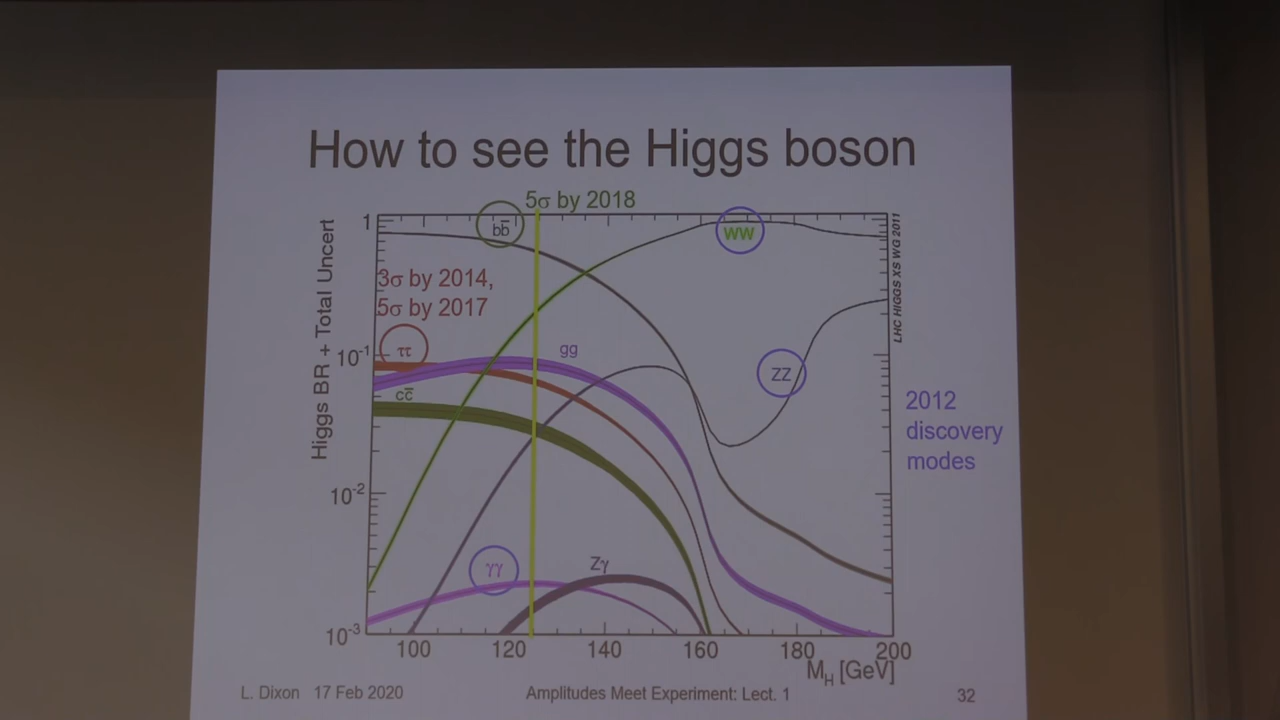 How to see the Higgs boson
5σ by 2018
Higgs BR + Total Uncert
1
10⁻¹
10⁻²
10⁻³
bb̄
WW
3σ by 2014,
5σ by 2017
ττ
gg
cc̄
ZZ
γγ
Zγ
LHC HIGGS XS WG 2011
2012
discovery
modes
100 120 140 160 180 200
M_H [GeV]
L. Dixon 17 Feb 2020 Amplitudes Meet Experiment: Lect. 1 32